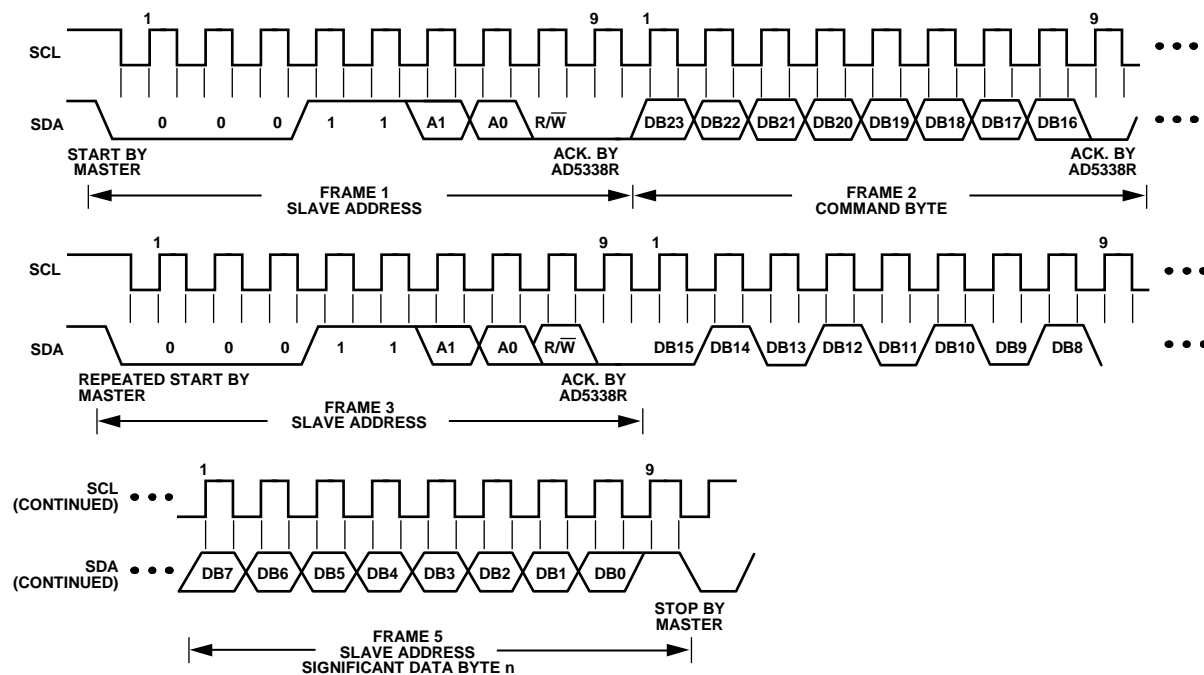 1 9 1 9
SCL
SDA
0 0 0 1 1 A1 A0 R/W DB23 DB22 DB21 DB20 DB19 DB18 DB17 DB16
START BY
MASTER
ACK. BY
AD5338R
ACK. BY
AD5338R
FRAME 1
SLAVE ADDRESS
FRAME 2
COMMAND BYTE
1 9 1 9
SCL
SDA
0 0 0 1 1 A1 A0 R/W DB15 DB14 DB13 DB12 DB11 DB10 DB9 DB8
REPEATED START BY
MASTER
ACK. BY
AD5338R
FRAME 3
SLAVE ADDRESS
1 9
SCL
(CONTINUED)
SDA
(CONTINUED)
DB7 DB6 DB5 DB4 DB3 DB2 DB1 DB0
STOP BY
MASTER
FRAME 5
SLAVE ADDRESS
SIGNIFICANT DATA BYTE n